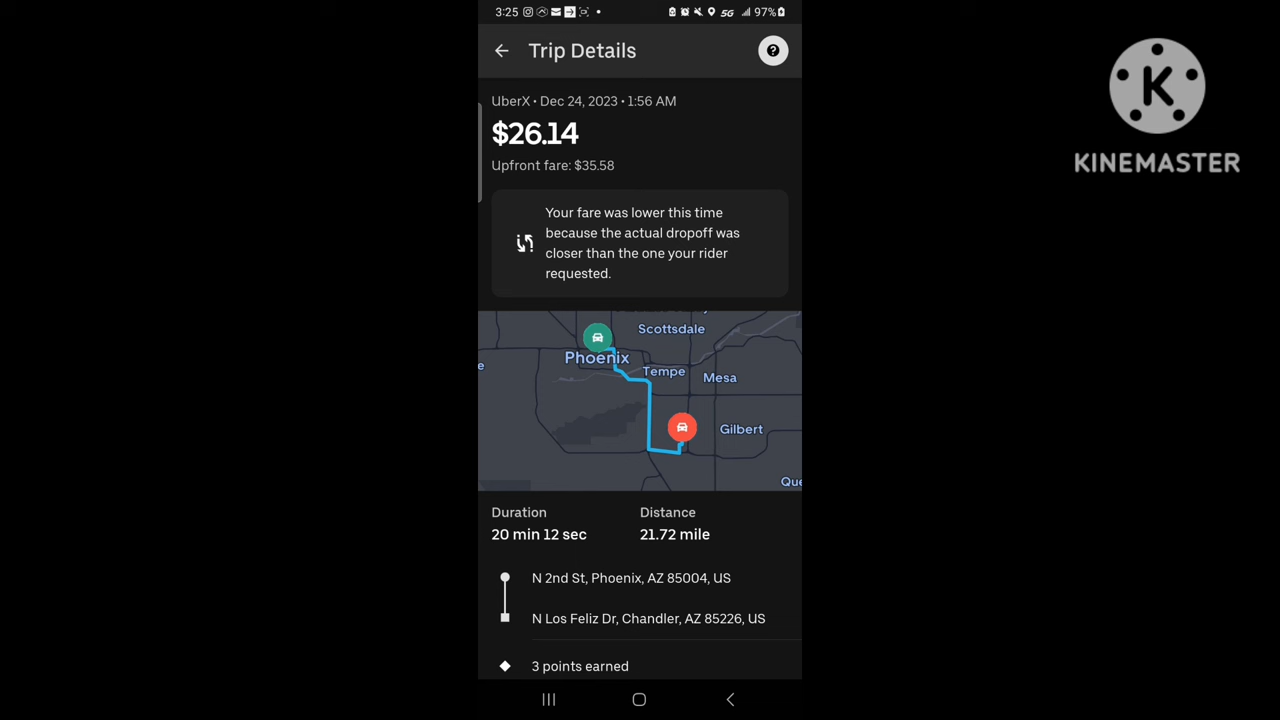 3:25
5G
97%
Trip Details
?
K
KINEMASTER
UberX • Dec 24, 2023 • 1:56 AM
$26.14
Upfront fare: $35.58
Your fare was lower this time
because the actual dropoff was
closer than the one your rider
requested.
Scottsdale
Phoenix
Tempe
Mesa
Gilbert
Que
e
Duration
20 min 12 sec
Distance
21.72 mile
N 2nd St, Phoenix, AZ 85004, US
N Los Feliz Dr, Chandler, AZ 85226, US
3 points earned